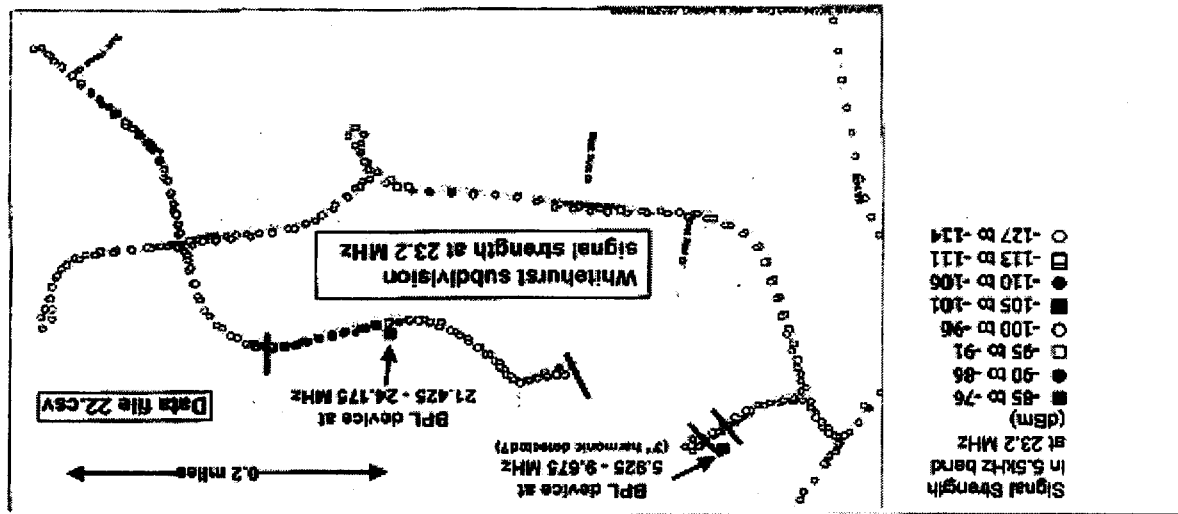 Signal Strength
in 5.5kHz band
at 23.2 MHz
(dBm)
-85 to -76
-90 to -86
-95 to -91
-100 to -96
-105 to -101
-110 to -106
-113 to -111
-127 to -114
BPL device at
5.925 - 9.675 MHz
(3rd harmonic detected?)
0.2 miles
BPL device at
21.425 - 24.175 MHz
Data file 22.csv
Whitehurst subdivision
signal strength at 23.2 MHz